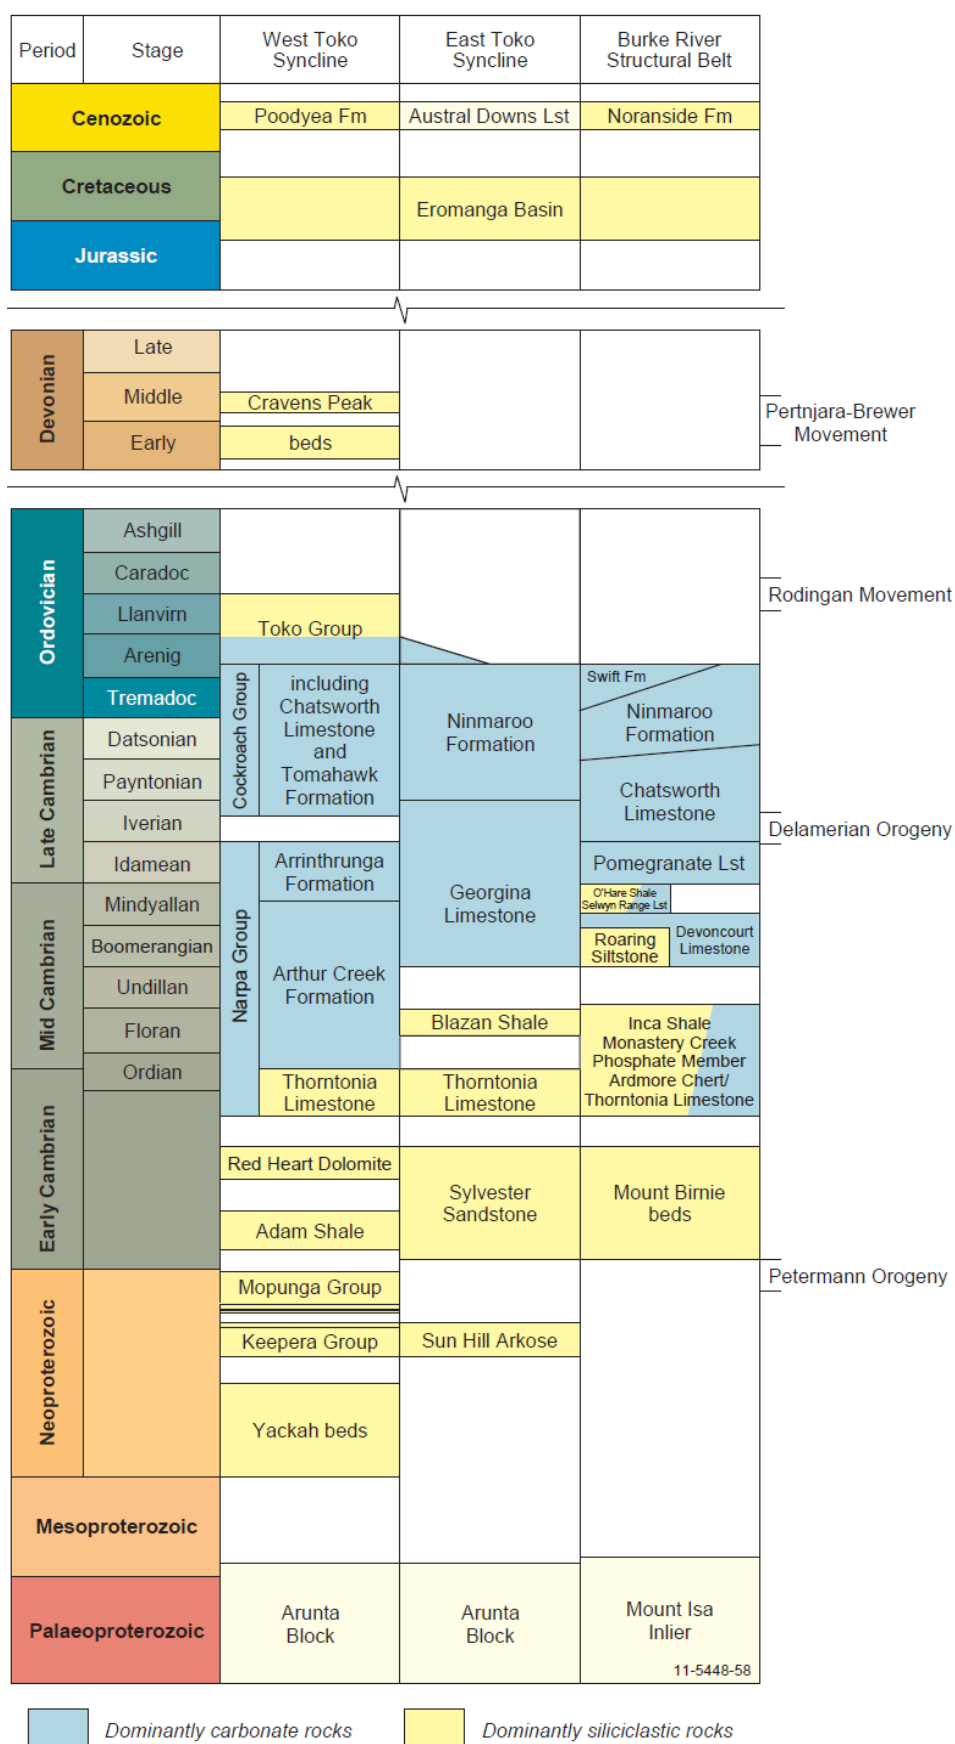 Period
Stage
West Toko
Syncline
East Toko
Syncline
Burke River
Structural Belt
Cenozoic
Poodyea Fm
Austral Downs Lst
Noranside Fm
Cretaceous
Eromanga Basin
Jurassic
Devonian
Late
Middle
Early
Cravens Peak
beds
Pertnjara-Brewer
Movement
Ordovician
Ashgill
Caradoc
Llanvirn
Arenig
Tremadoc
Toko Group
Rodingan Movement
Cockroach Group
including
Chatsworth
Limestone
and
Tomahawk
Formation
Ninmaroo
Formation
Swift Fm
Ninmaroo
Formation
Late Cambrian
Datsonian
Payntonian
Iverian
Idamean
Chatsworth
Limestone
Delamerian Orogeny
Narpa Group
Arrinthrunga
Formation
Georgina
Limestone
Pomegranate Lst
Mid Cambrian
Mindyallan
Boomerangian
Undillan
Floran
Ordian
O'Hare Shale
Selwyn Range Lst
Roaring
Siltstone
Devoncourt
Limestone
Arthur Creek
Formation
Blazan Shale
Inca Shale
Monastery Creek
Phosphate Member
Ardmore Chert/
Thorntonia Limestone
Thorntonia
Limestone
Thorntonia
Limestone
Early Cambrian
Red Heart Dolomite
Adam Shale
Sylvester
Sandstone
Mount Birnie
beds
Petermann Orogeny
Neoproterozoic
Mopunga Group
Keepera Group
Sun Hill Arkose
Yackah beds
Mesoproterozoic
Palaeoproterozoic
Arunta
Block
Arunta
Block
Mount Isa
Inlier
11-5448-58
Dominantly carbonate rocks
Dominantly siliciclastic rocks